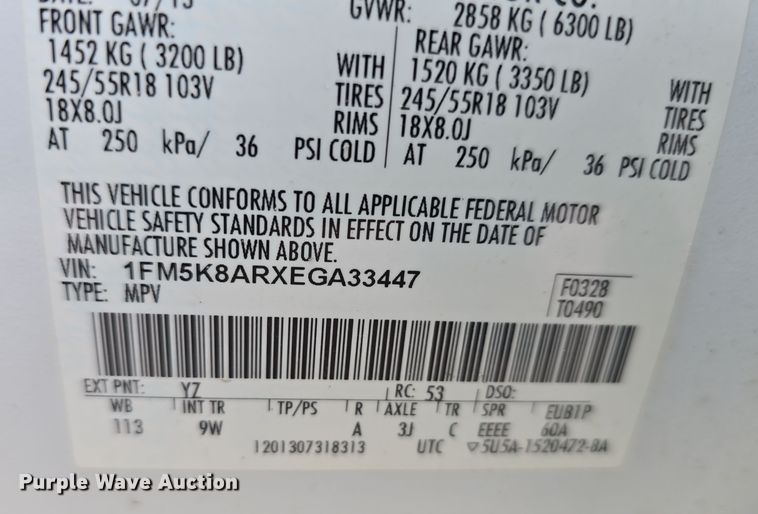 DATE: 07/13
GVWR: 2858 KG ( 6300 LB)
FRONT GAWR:
1452 KG ( 3200 LB)
245/55R18 103V
18X8.0J
AT 250 kPa/ 36 PSI COLD
WITH
TIRES
RIMS
REAR GAWR:
1520 KG ( 3350 LB)
245/55R18 103V
18X8.0J
AT 250 kPa/ 36 PSI COLD
WITH
TIRES
RIMS
THIS VEHICLE CONFORMS TO ALL APPLICABLE FEDERAL MOTOR
VEHICLE SAFETY STANDARDS IN EFFECT ON THE DATE OF
MANUFACTURE SHOWN ABOVE.
VIN: 1FM5K8ARXEGA33447
TYPE: MPV
F0328
T0490
EXT PNT: YZ RC: 53 DSO:
WB INT TR TP/PS R AXLE TR SPR EUB1P
113 9W A 3J C EEEE 60A
1201307318313 UTC ▽5U5A-1520472-8A
Purple Wave Auction